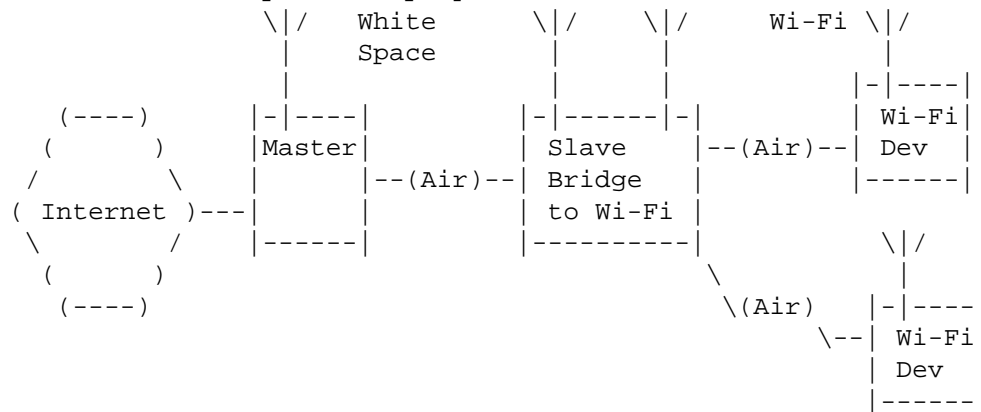 \|/    White             \|/    \|/     Wi-Fi \|/
|     Space               |      |             |
|                         |      |           |-|----|
(----)      |-|----|          |-|------|-|        | Wi-Fi|
(      )     |Master|          | Slave    |--(Air)--| Dev  |
/        \    |      |--(Air)--| Bridge   |         |------|
( Internet )---|      |         | to Wi-Fi |
\        /    |------|         |----------|              \|/
(      )                                  \               |
(----)                                    \(Air)     |-|----
\--| Wi-Fi
| Dev
|------